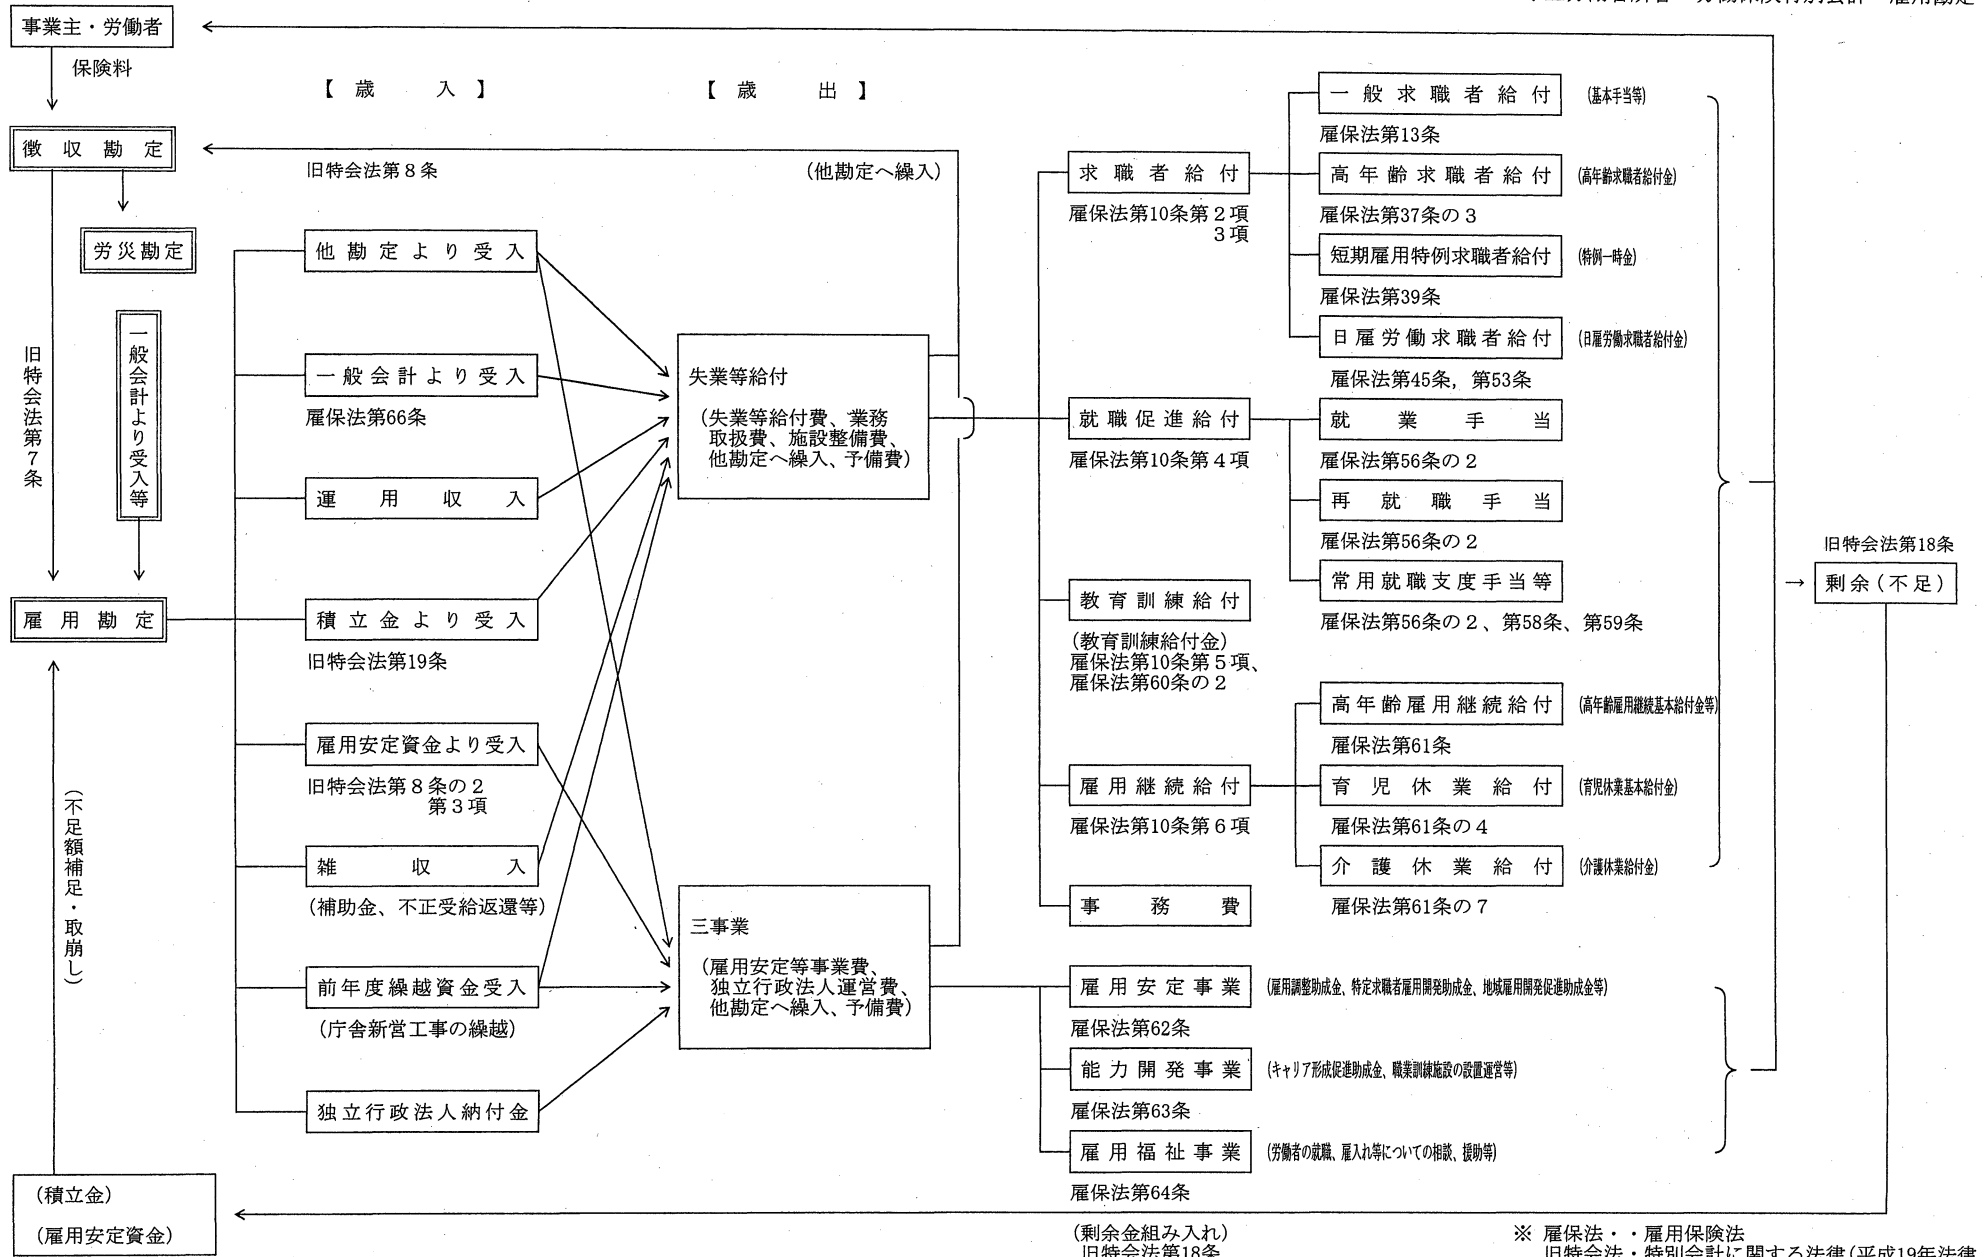 事業主・労働者
保険料
【歳 入】
【歳 出】
徴収勘定
旧特会法第８条
(他勘定へ繰入)
労災勘定
一般会計より受入等
旧特会法第７条
雇用勘定
(不足額補足・取崩し)
(積立金)
(雇用安定資金)
他勘定より受入
一般会計より受入
雇保法第66条
運用収入
積立金より受入
旧特会法第19条
雇用安定資金より受入
旧特会法第８条の２
第３項
雑収入
(補助金、不正受給返還等)
前年度繰越資金受入
(庁舎新営工事の繰越)
独立行政法人納付金
失業等給付
(失業等給付費、業務
取扱費、施設整備費、
他勘定へ繰入、予備費)
三事業
(雇用安定等事業費、
独立行政法人運営費、
他勘定へ繰入、予備費)
求職者給付
雇保法第10条第２項
３項
一般求職者給付 (基本手当等)
雇保法第13条
高年齢求職者給付 (高年齢求職者給付金)
雇保法第37条の３
短期雇用特例求職者給付 (特例一時金)
雇保法第39条
日雇労働求職者給付 (日雇労働求職者給付金)
雇保法第45条，第53条
就職促進給付
雇保法第10条第４項
就業手当
雇保法第56条の２
再就職手当
雇保法第56条の２
常用就職支度手当等
雇保法第56条の２、第58条、第59条
教育訓練給付
(教育訓練給付金)
雇保法第10条第５項、
雇保法第60条の２
雇用継続給付
雇保法第10条第６項
高年齢雇用継続給付 (高年齢雇用継続基本給付金等)
雇保法第61条
育児休業給付 (育児休業基本給付金)
雇保法第61条の４
介護休業給付 (介護休業給付金)
雇保法第61条の７
事務費
雇用安定事業 (雇用調整助成金、特定求職者雇用開発助成金、地域雇用開発促進助成金等)
雇保法第62条
能力開発事業 (キャリア形成促進助成金、職業訓練施設の設置運営等)
雇保法第63条
雇用福祉事業 (労働者の就職、雇入れ等についての相談、援助等)
雇保法第64条
旧特会法第18条
→ 剰余(不足)
(剰余金組み入れ)
旧特会法第18条
※ 雇保法・・雇用保険法
旧特会法・特別会計に関する法律(平成19年法律